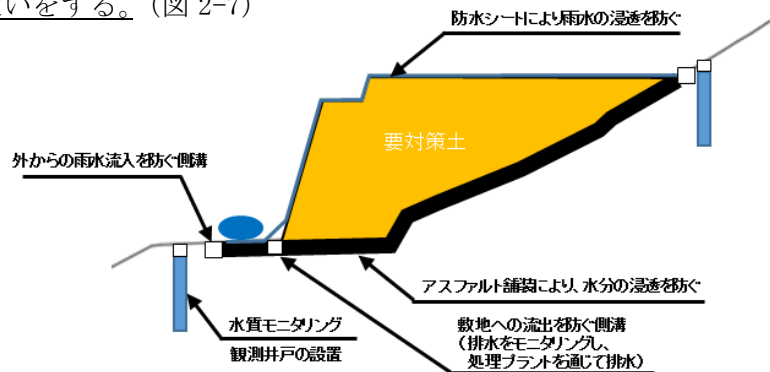 いをする。(図 2-7)
防水シートにより雨水の浸透を防ぐ
要対策土
外からの雨水流入を防ぐ側溝
アスファルト舗装により、水分の浸透を防ぐ
水質モニタリング
観測井戸の設置
敷地への流出を防ぐ側溝
(排水をモニタリングし、
処理プラントを通じて排水)